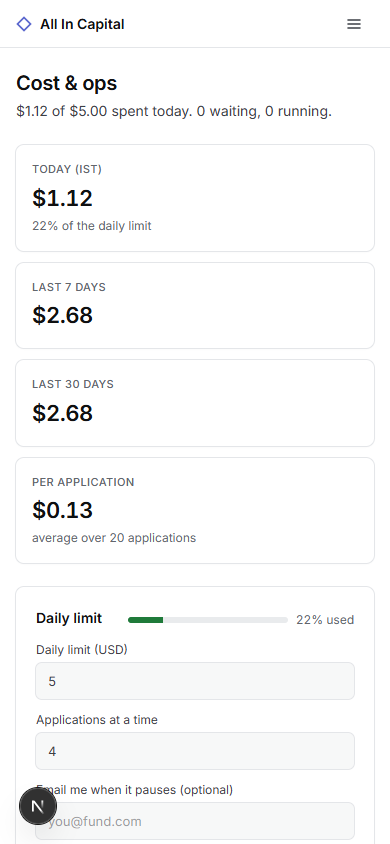 All In Capital
Cost & ops
$1.12 of $5.00 spent today. 0 waiting, 0 running.
TODAY (IST)
$1.12
22% of the daily limit
LAST 7 DAYS
$2.68
LAST 30 DAYS
$2.68
PER APPLICATION
$0.13
average over 20 applications
Daily limit 22% used
Daily limit (USD)
5
Applications at a time
4
Email me when it pauses (optional)
N
you@fund.com